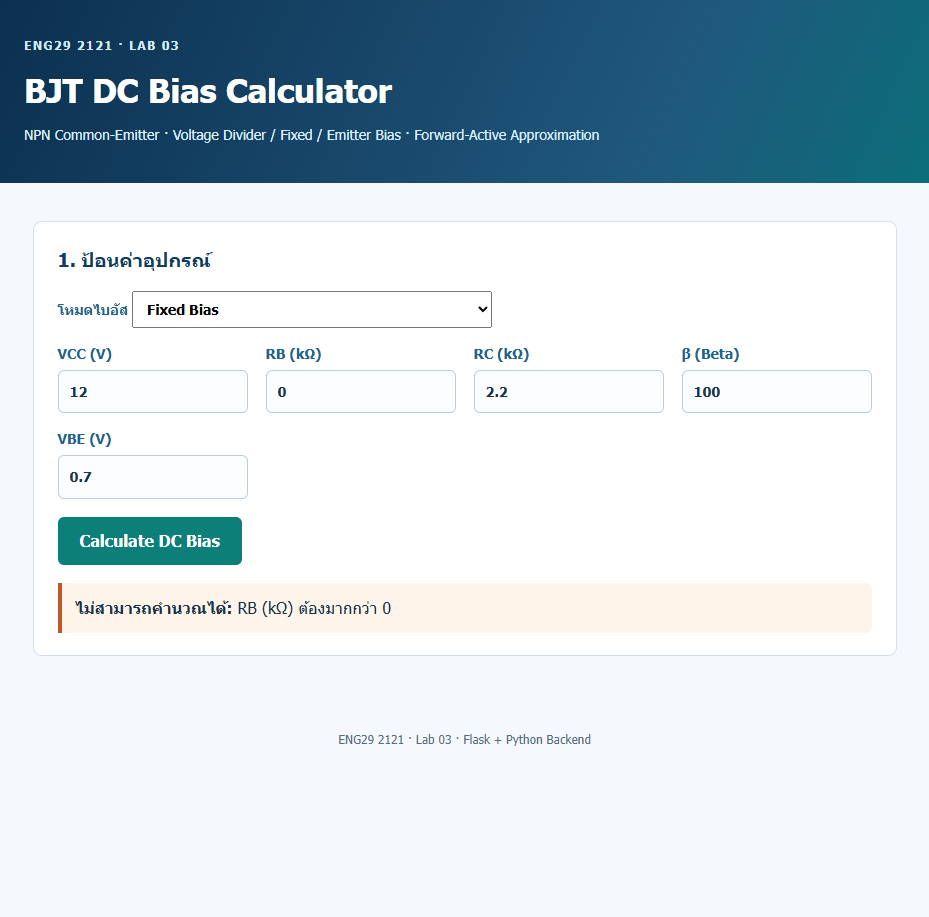 ENG29 2121 · LAB 03
BJT DC Bias Calculator
NPN Common-Emitter · Voltage Divider / Fixed / Emitter Bias · Forward-Active Approximation
1. ป้อนค่าอุปกรณ์
โหมดไบอัส Fixed Bias
VCC (V) RB (kΩ) RC (kΩ) β (Beta)
12 0 2.2 100
VBE (V)
0.7
Calculate DC Bias
ไม่สามารถคำนวณได้: RB (kΩ) ต้องมากกว่า 0
ENG29 2121 · Lab 03 · Flask + Python Backend